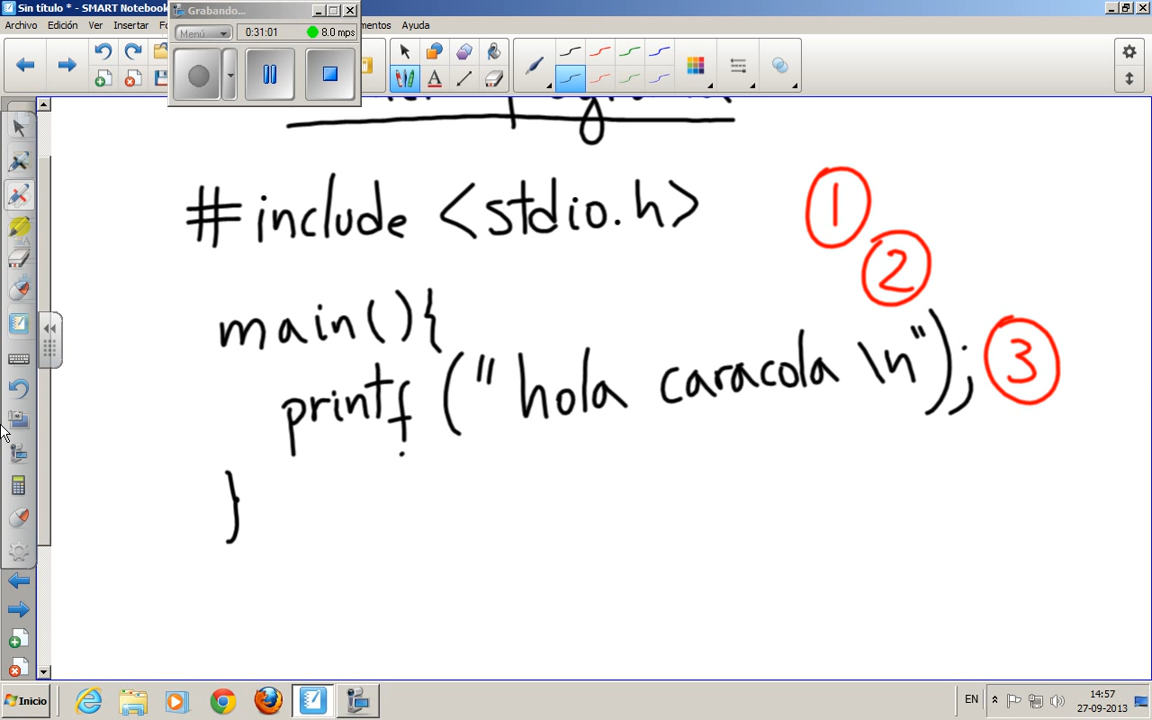 Sin título * - SMART Notebook
Grabando...
Archivo Edición Ver Insertar
Ayuda
Menú 0:31:01 8.0 mps
#include <stdio.h> 1
2
main(){
printf ("hola caracola \n"); 3
}
Inicio
EN
14:57
27-09-2013